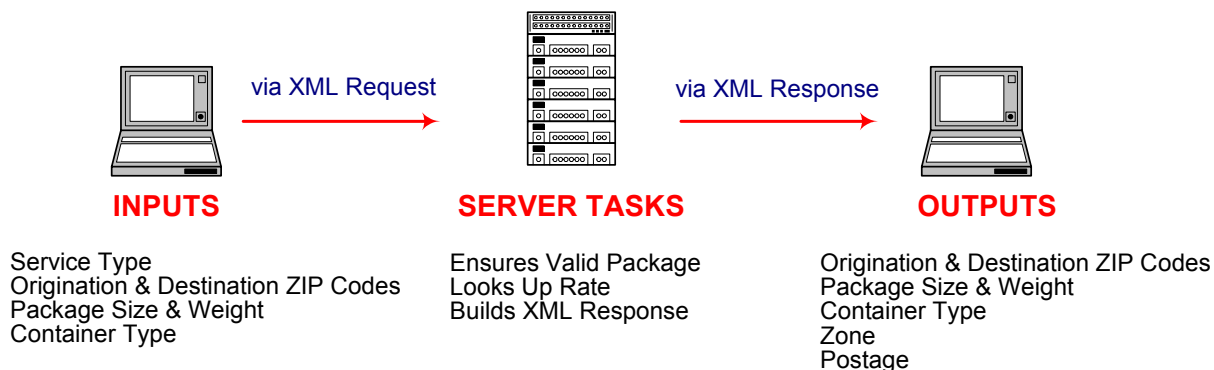 via XML Request
via XML Response
INPUTS
SERVER TASKS
OUTPUTS
Service Type
Origination & Destination ZIP Codes
Package Size & Weight
Container Type
Ensures Valid Package
Looks Up Rate
Builds XML Response
Origination & Destination ZIP Codes
Package Size & Weight
Container Type
Zone
Postage